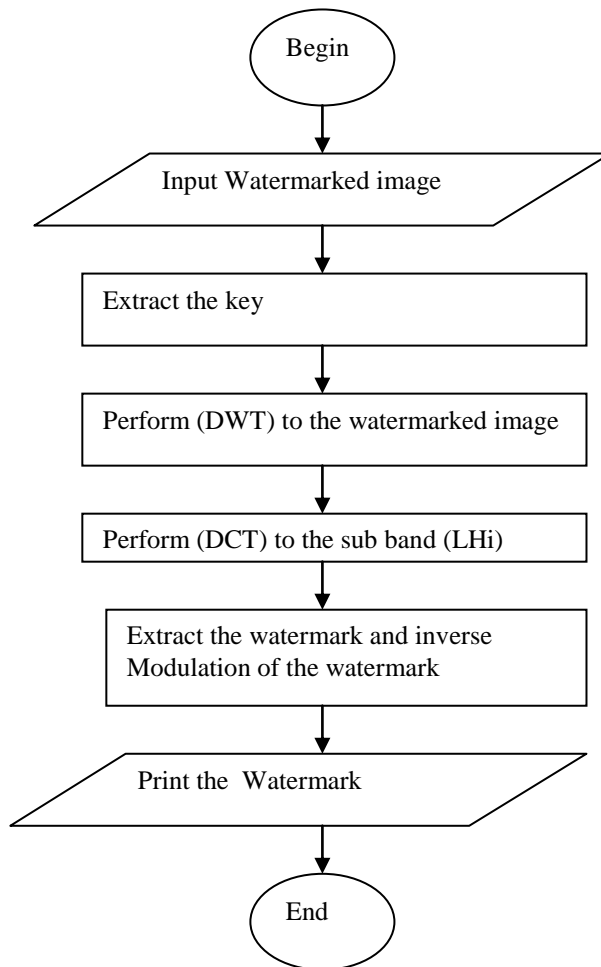 Begin
Input Watermarked image
Extract the key
Perform (DWT) to the watermarked image
Perform (DCT) to the sub band (LHi)
Extract the watermark and inverse
Modulation of the watermark
Print the  Watermark
End